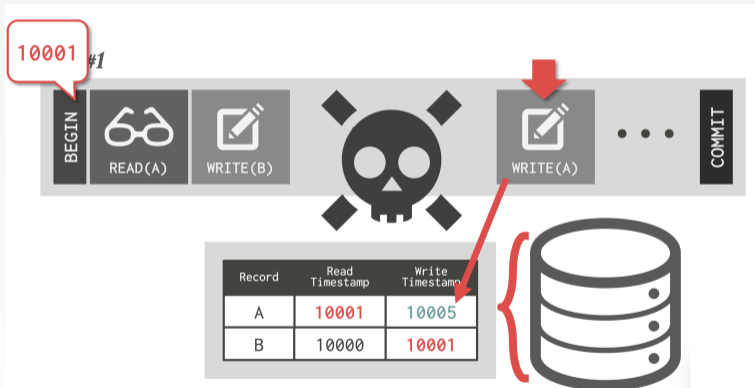 10001
#1
BEGIN
READ(A)
WRITE(B)
WRITE(A)
COMMIT
Record Read Timestamp Write Timestamp
A 10001 10005
B 10000 10001